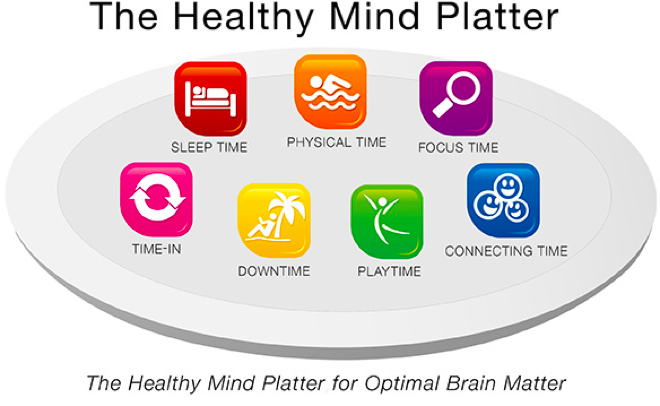 The Healthy Mind Platter
SLEEP TIME
PHYSICAL TIME
FOCUS TIME
TIME-IN
DOWNTIME
PLAYTIME
CONNECTING TIME
The Healthy Mind Platter for Optimal Brain Matter